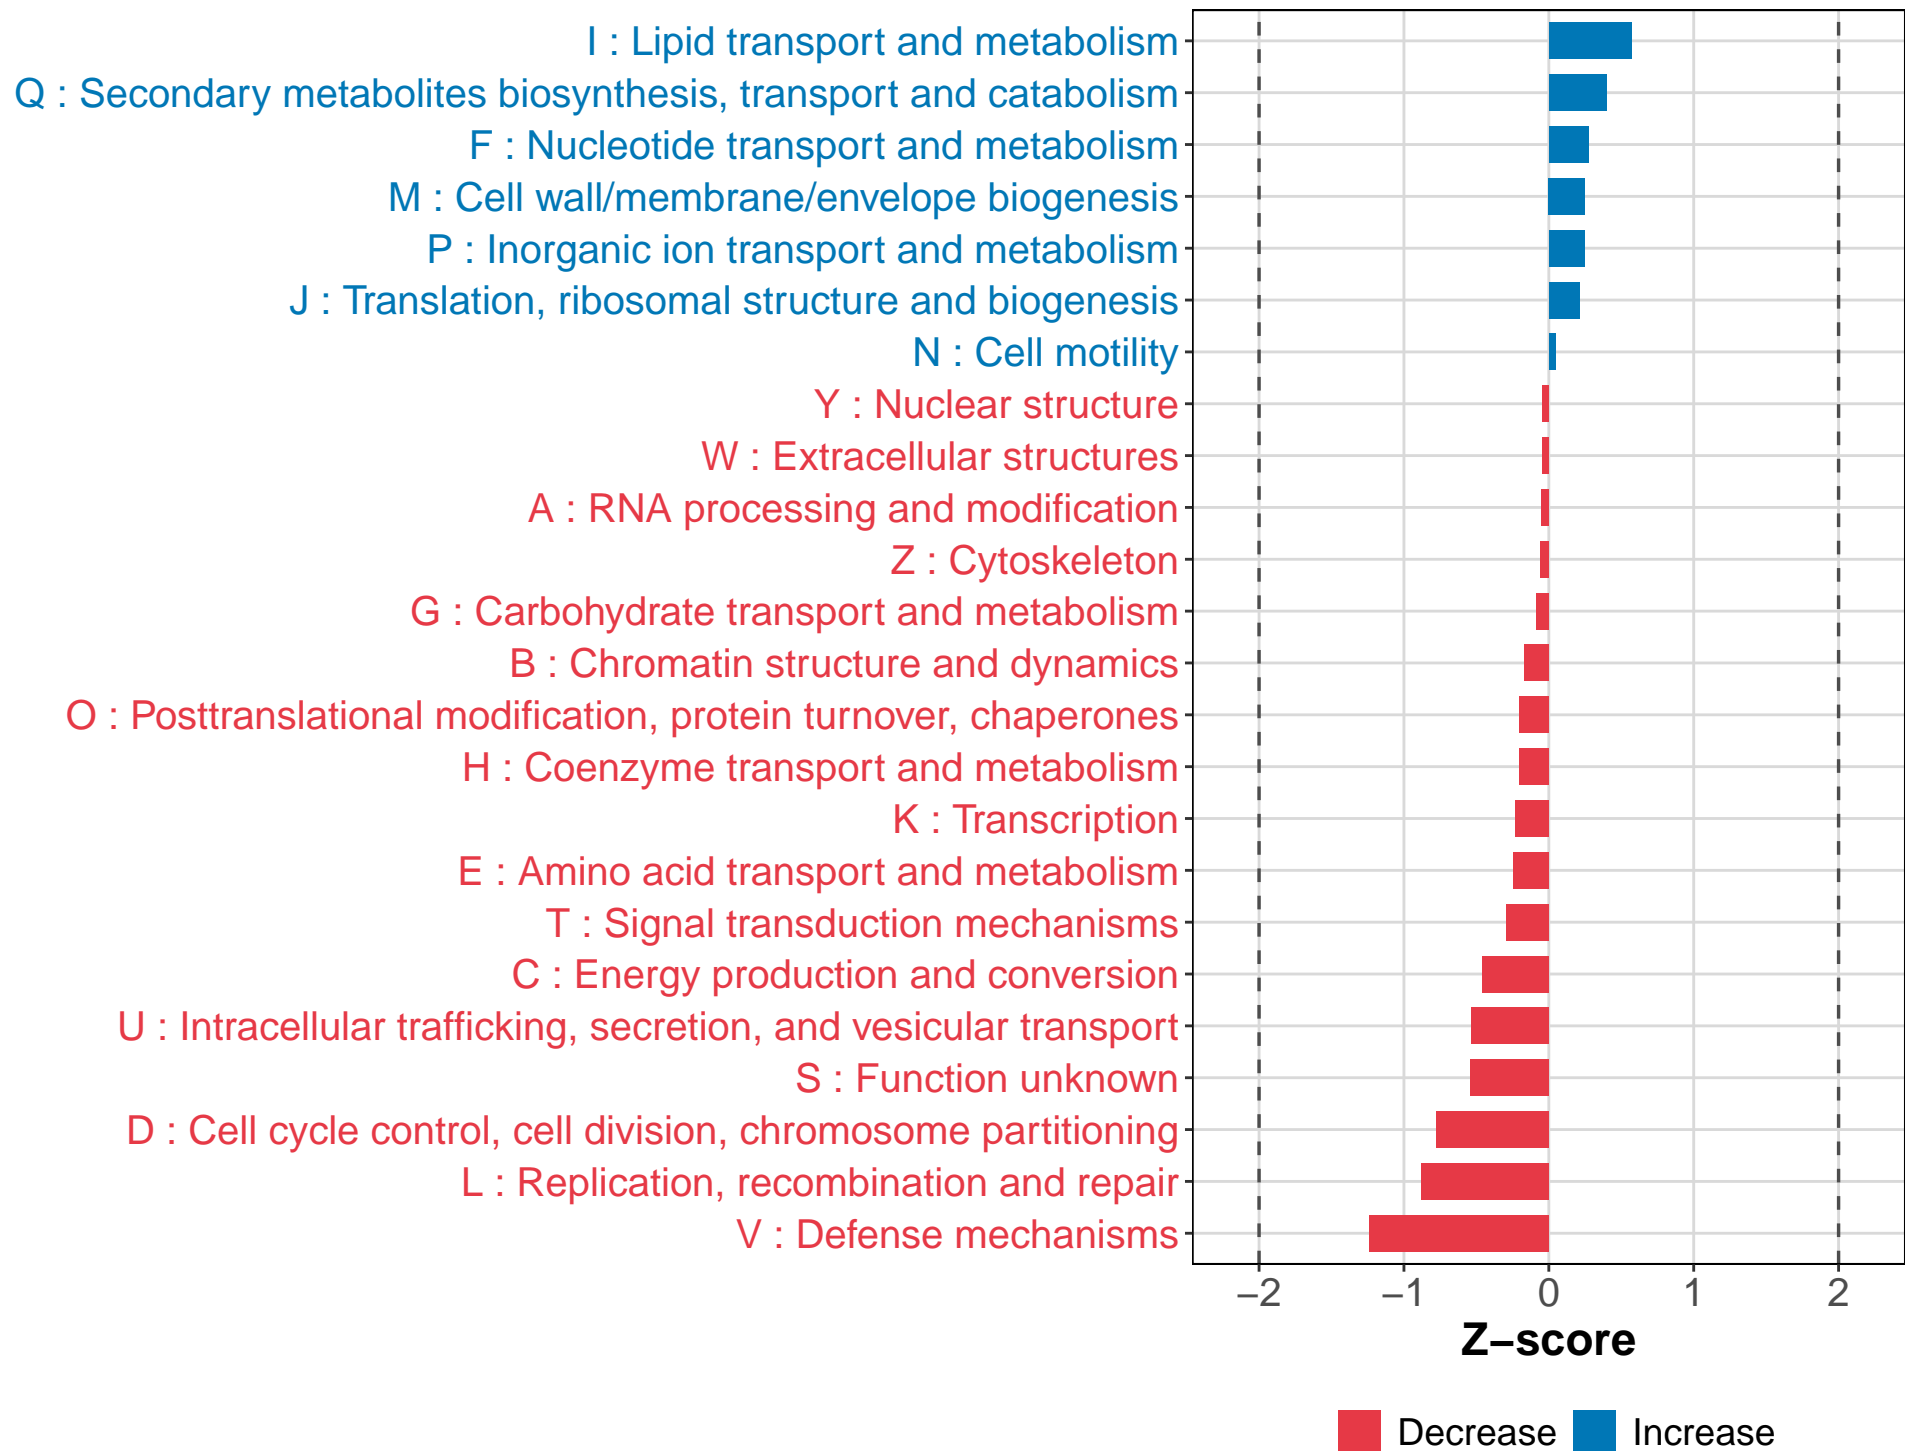 I : Lipid transport and metabolism
Q : Secondary metabolites biosynthesis, transport and catabolism
F : Nucleotide transport and metabolism
M : Cell wall/membrane/envelope biogenesis
P : Inorganic ion transport and metabolism
J : Translation, ribosomal structure and biogenesis
N : Cell motility
Y : Nuclear structure
W : Extracellular structures
A : RNA processing and modification
Z : Cytoskeleton
G : Carbohydrate transport and metabolism
B : Chromatin structure and dynamics
O : Posttranslational modification, protein turnover, chaperones
H : Coenzyme transport and metabolism
K : Transcription
E : Amino acid transport and metabolism
T : Signal transduction mechanisms
C : Energy production and conversion
U : Intracellular trafficking, secretion, and vesicular transport
S : Function unknown
D : Cell cycle control, cell division, chromosome partitioning
L : Replication, recombination and repair
V : Defense mechanisms
−2 −1 0 1 2
Z−score
Decrease Increase